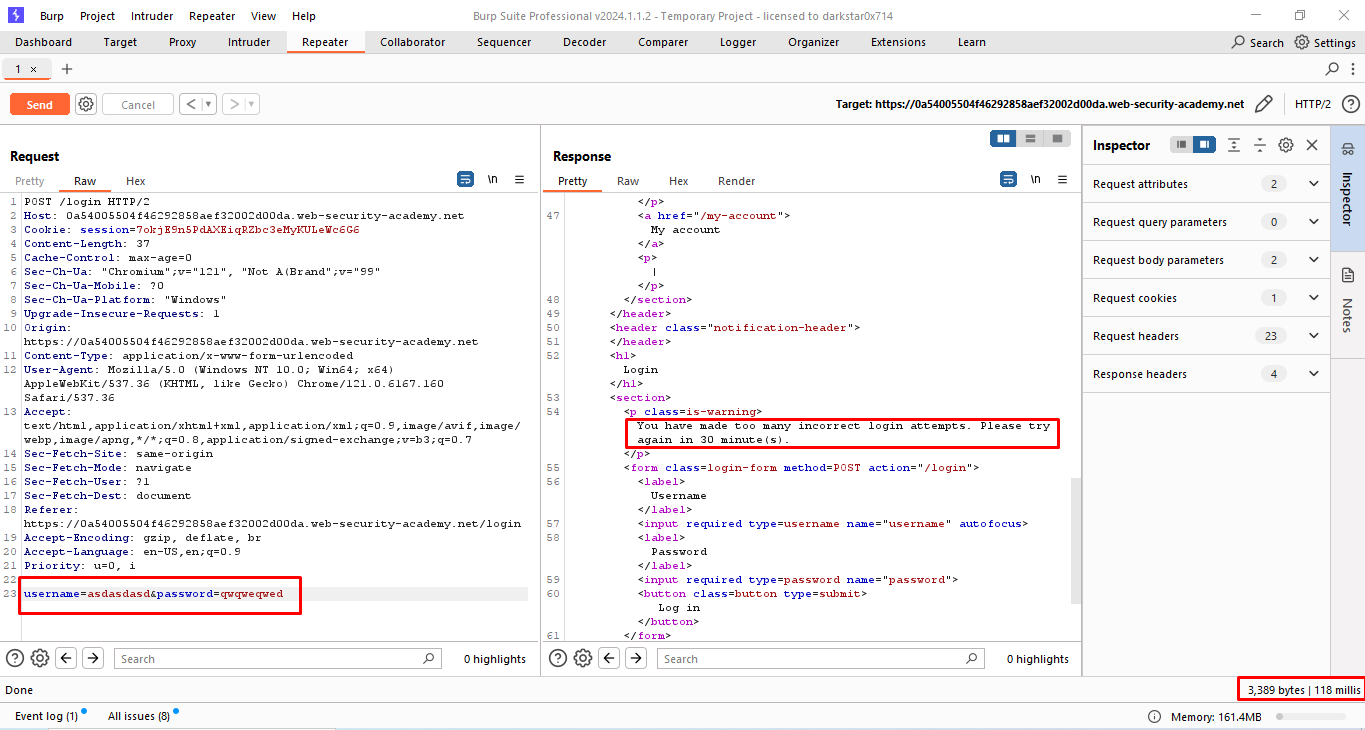 Burp Project Intruder Repeater View Help
Burp Suite Professional v2024.1.1.2 - Temporary Project - licensed to darkstar0x714
Dashboard Target Proxy Intruder Repeater Collaborator Sequencer Decoder Comparer Logger Organizer Extensions Learn
Search Settings
1 × +
Send Cancel < >
Target: https://0a54005504f46292858aef32002d00da.web-security-academy.net HTTP/2
Request
Pretty Raw Hex
\n
1 POST /login HTTP/2
2 Host: 0a54005504f46292858aef32002d00da.web-security-academy.net
3 Cookie: session=7okjE9n5PdAXEiqRZbc3eMyKULeWc6G6
4 Content-Length: 37
5 Cache-Control: max-age=0
6 Sec-Ch-Ua: "Chromium";v="121", "Not A(Brand";v="99"
7 Sec-Ch-Ua-Mobile: ?0
8 Sec-Ch-Ua-Platform: "Windows"
9 Upgrade-Insecure-Requests: 1
10 Origin:
https://0a54005504f46292858aef32002d00da.web-security-academy.net
11 Content-Type: application/x-www-form-urlencoded
12 User-Agent: Mozilla/5.0 (Windows NT 10.0; Win64; x64)
AppleWebKit/537.36 (KHTML, like Gecko) Chrome/121.0.6167.160
Safari/537.36
13 Accept:
text/html,application/xhtml+xml,application/xml;q=0.9,image/avif,image/
webp,image/apng,*/*;q=0.8,application/signed-exchange;v=b3;q=0.7
14 Sec-Fetch-Site: same-origin
15 Sec-Fetch-Mode: navigate
16 Sec-Fetch-User: ?1
17 Sec-Fetch-Dest: document
18 Referer:
https://0a54005504f46292858aef32002d00da.web-security-academy.net/login
19 Accept-Encoding: gzip, deflate, br
20 Accept-Language: en-US,en;q=0.9
21 Priority: u=0, i
22
23 username=asdasdasd&password=qwqweqwed
Search
0 highlights
Response
Pretty Raw Hex Render
\n
</p>
47 <a href="/my-account">
My account
</a>
<p>
|
</p>
48 </section>
49 </header>
50 <header class="notification-header">
51 </header>
52 <h1>
Login
</h1>
53 <section>
54 <p class=is-warning>
You have made too many incorrect login attempts. Please try
again in 30 minute(s).
</p>
55 <form class=login-form method=POST action="/login">
56 <label>
Username
</label>
57 <input required type=username name="username" autofocus>
58 <label>
Password
</label>
59 <input required type=password name="password">
60 <button class=button type=submit>
Log in
</button>
61 </form>
Search
0 highlights
Inspector
Request attributes 2
Request query parameters 0
Request body parameters 2
Request cookies 1
Request headers 23
Response headers 4
Inspector
Notes
Done
3,389 bytes | 118 millis
Event log (1) All issues (8)
Memory: 161.4MB